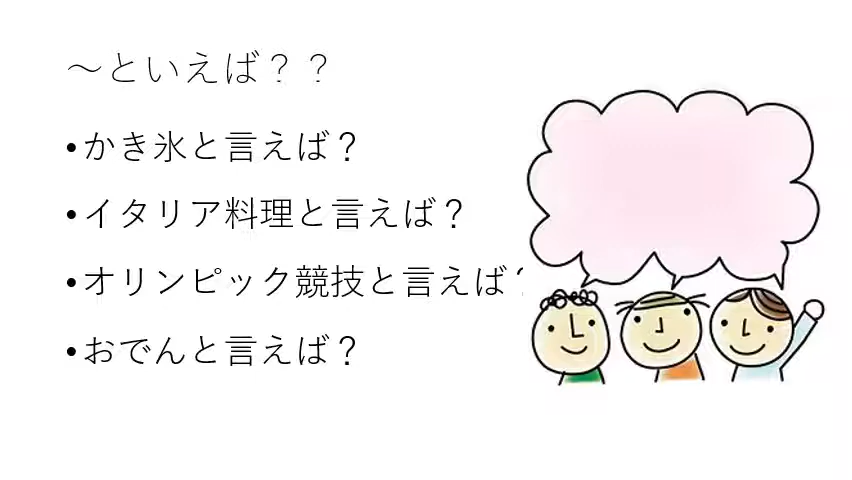 ～といえば？？
•かき氷と言えば？
•イタリア料理と言えば？
•オリンピック競技と言えば？
•おでんと言えば？